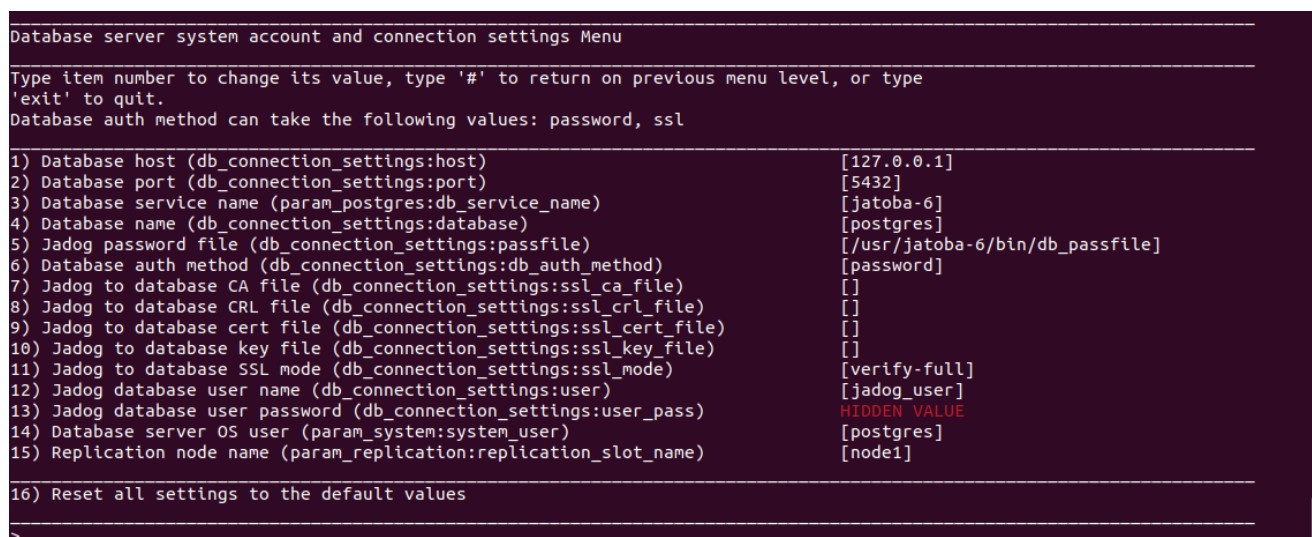 Database server system account and connection settings Menu
Type item number to change its value, type '#' to return on previous menu level, or type
'exit' to quit.
Database auth method can take the following values: password, ssl
1) Database host (db_connection_settings:host) [127.0.0.1]
2) Database port (db_connection_settings:port) [5432]
3) Database service name (param_postgres:db_service_name) [jatoba-6]
4) Database name (db_connection_settings:database) [postgres]
5) Jadog password file (db_connection_settings:passfile) [/usr/jatoba-6/bin/db_passfile]
6) Database auth method (db_connection_settings:db_auth_method) [password]
7) Jadog to database CA file (db_connection_settings:ssl_ca_file) []
8) Jadog to database CRL file (db_connection_settings:ssl_crl_file) []
9) Jadog to database cert file (db_connection_settings:ssl_cert_file) []
10) Jadog to database key file (db_connection_settings:ssl_key_file) []
11) Jadog to database SSL mode (db_connection_settings:ssl_mode) [verify-full]
12) Jadog database user name (db_connection_settings:user) [jadog_user]
13) Jadog database user password (db_connection_settings:user_pass) HIDDEN VALUE
14) Database server OS user (param_system:system_user) [postgres]
15) Replication node name (param_replication:replication_slot_name) [node1]
16) Reset all settings to the default values
>